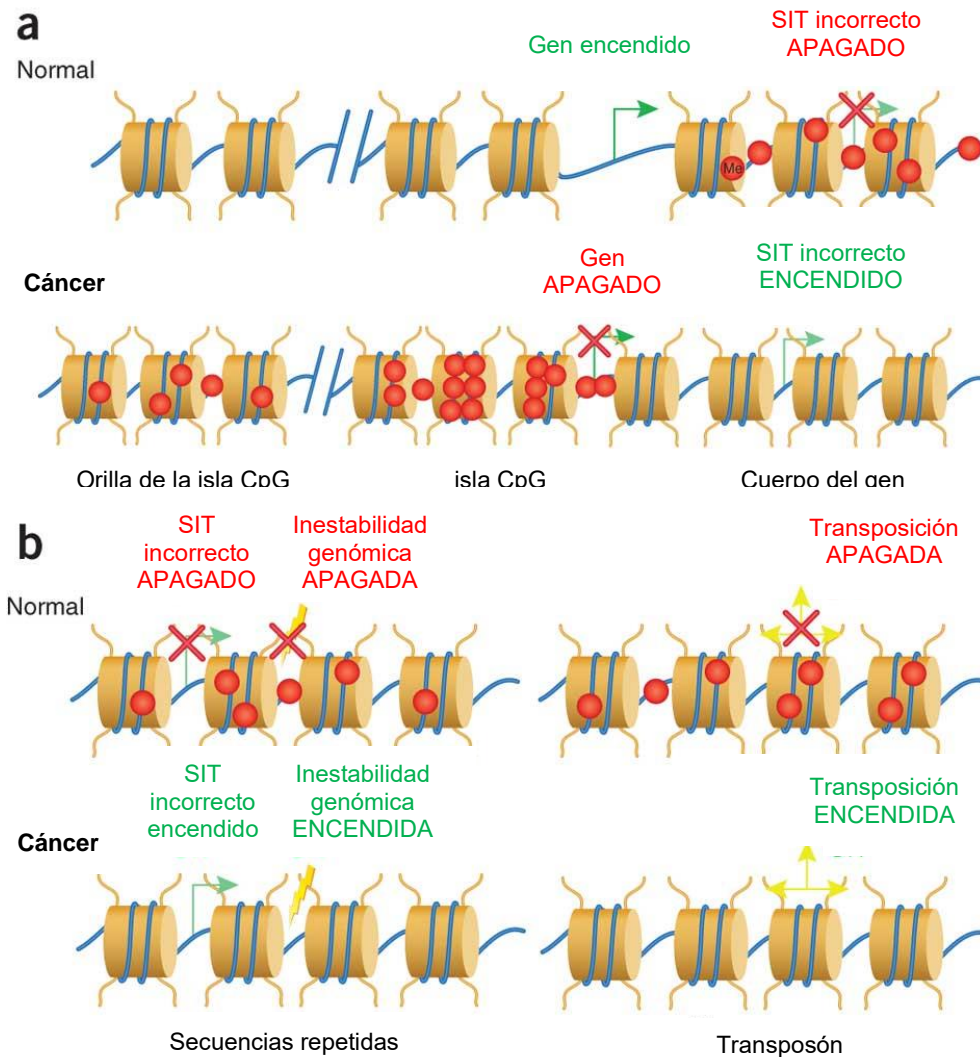 a
Normal
Gen encendido
SIT incorrecto
APAGADO
Me
Cáncer
Gen
APAGADO
SIT incorrecto
ENCENDIDO
Orilla de la isla CpG
isla CpG
Cuerpo del gen
b
Normal
SIT
incorrecto
APAGADO
Inestabilidad
genómica
APAGADA
Transposición
APAGADA
Cáncer
SIT
incorrecto
encendido
Inestabilidad
genómica
ENCENDIDA
Transposición
ENCENDIDA
Secuencias repetidas
Transposón